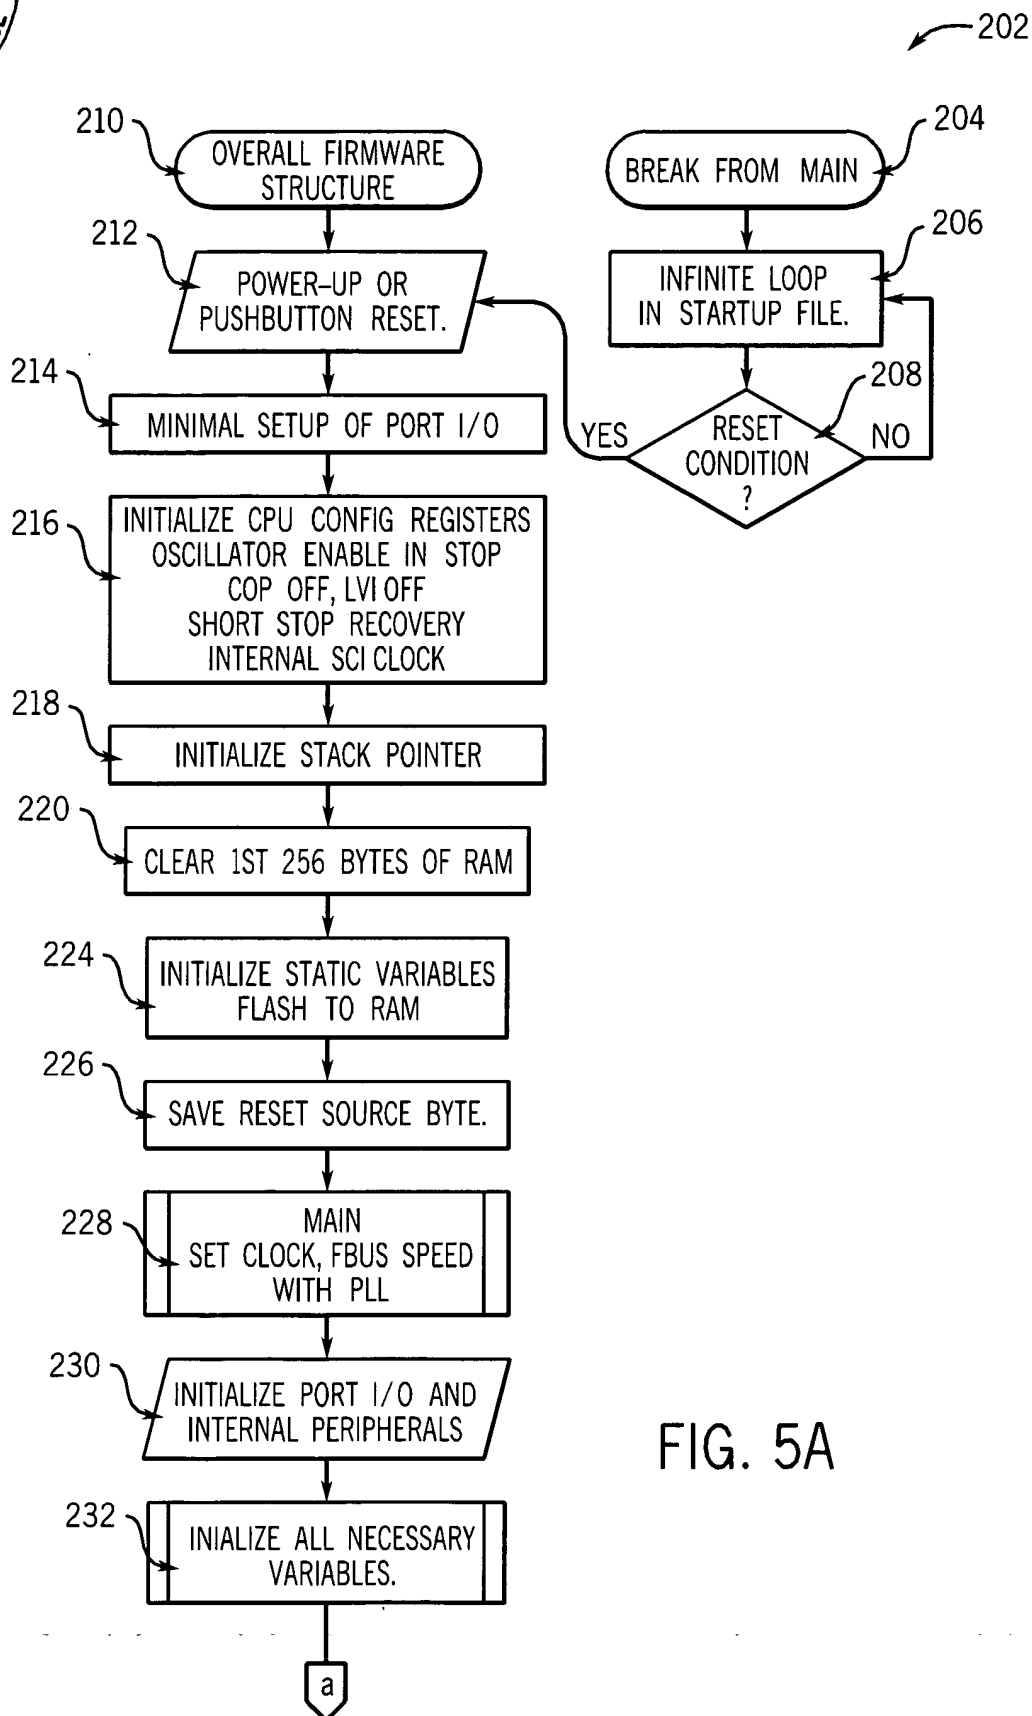 202
210
OVERALL FIRMWARE
STRUCTURE
204
BREAK FROM MAIN
212
POWER-UP OR
PUSHBUTTON RESET.
206
INFINITE LOOP
IN STARTUP FILE.
208
RESET
CONDITION
?
YES
NO
214
MINIMAL SETUP OF PORT I/O
216
INITIALIZE CPU CONFIG REGISTERS
OSCILLATOR ENABLE IN STOP
COP OFF, LVI OFF
SHORT STOP RECOVERY
INTERNAL SCI CLOCK
218
INITIALIZE STACK POINTER
220
CLEAR 1ST 256 BYTES OF RAM
224
INITIALIZE STATIC VARIABLES
FLASH TO RAM
226
SAVE RESET SOURCE BYTE.
228
MAIN
SET CLOCK, FBUS SPEED
WITH PLL
230
INITIALIZE PORT I/O AND
INTERNAL PERIPHERALS
FIG. 5A
232
INIALIZE ALL NECESSARY
VARIABLES.
a